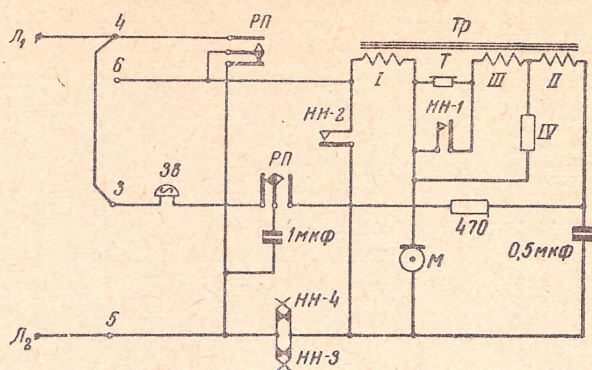 РП
Тр
Л₁
4
6
I
Т
III
II
НН-1
IV
НН-2
ЗВ
РП
3
1мкф
470
0,5мкф
М
НН-4
Л₂
5
НН-3